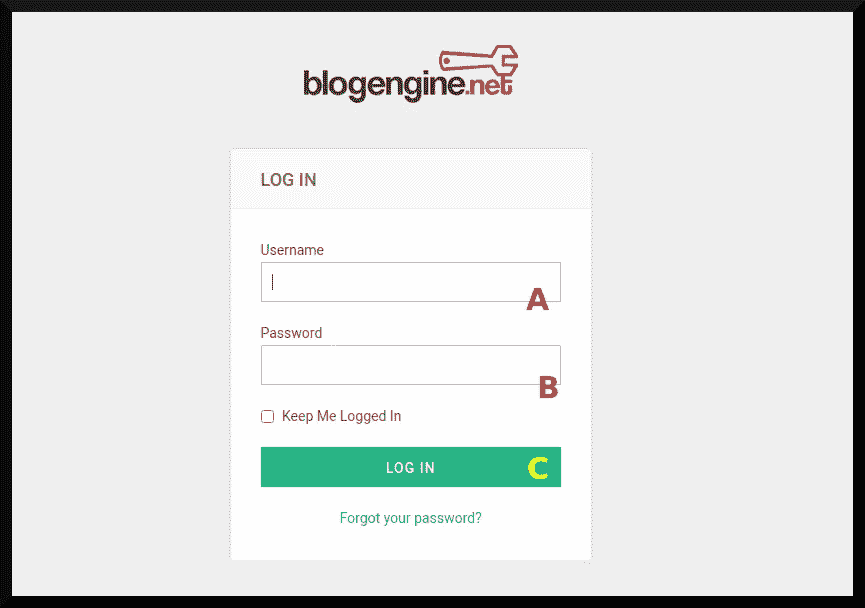 blogengine.net
LOG IN
Username
A
Password
B
Keep Me Logged In
LOG IN C
Forgot your password?